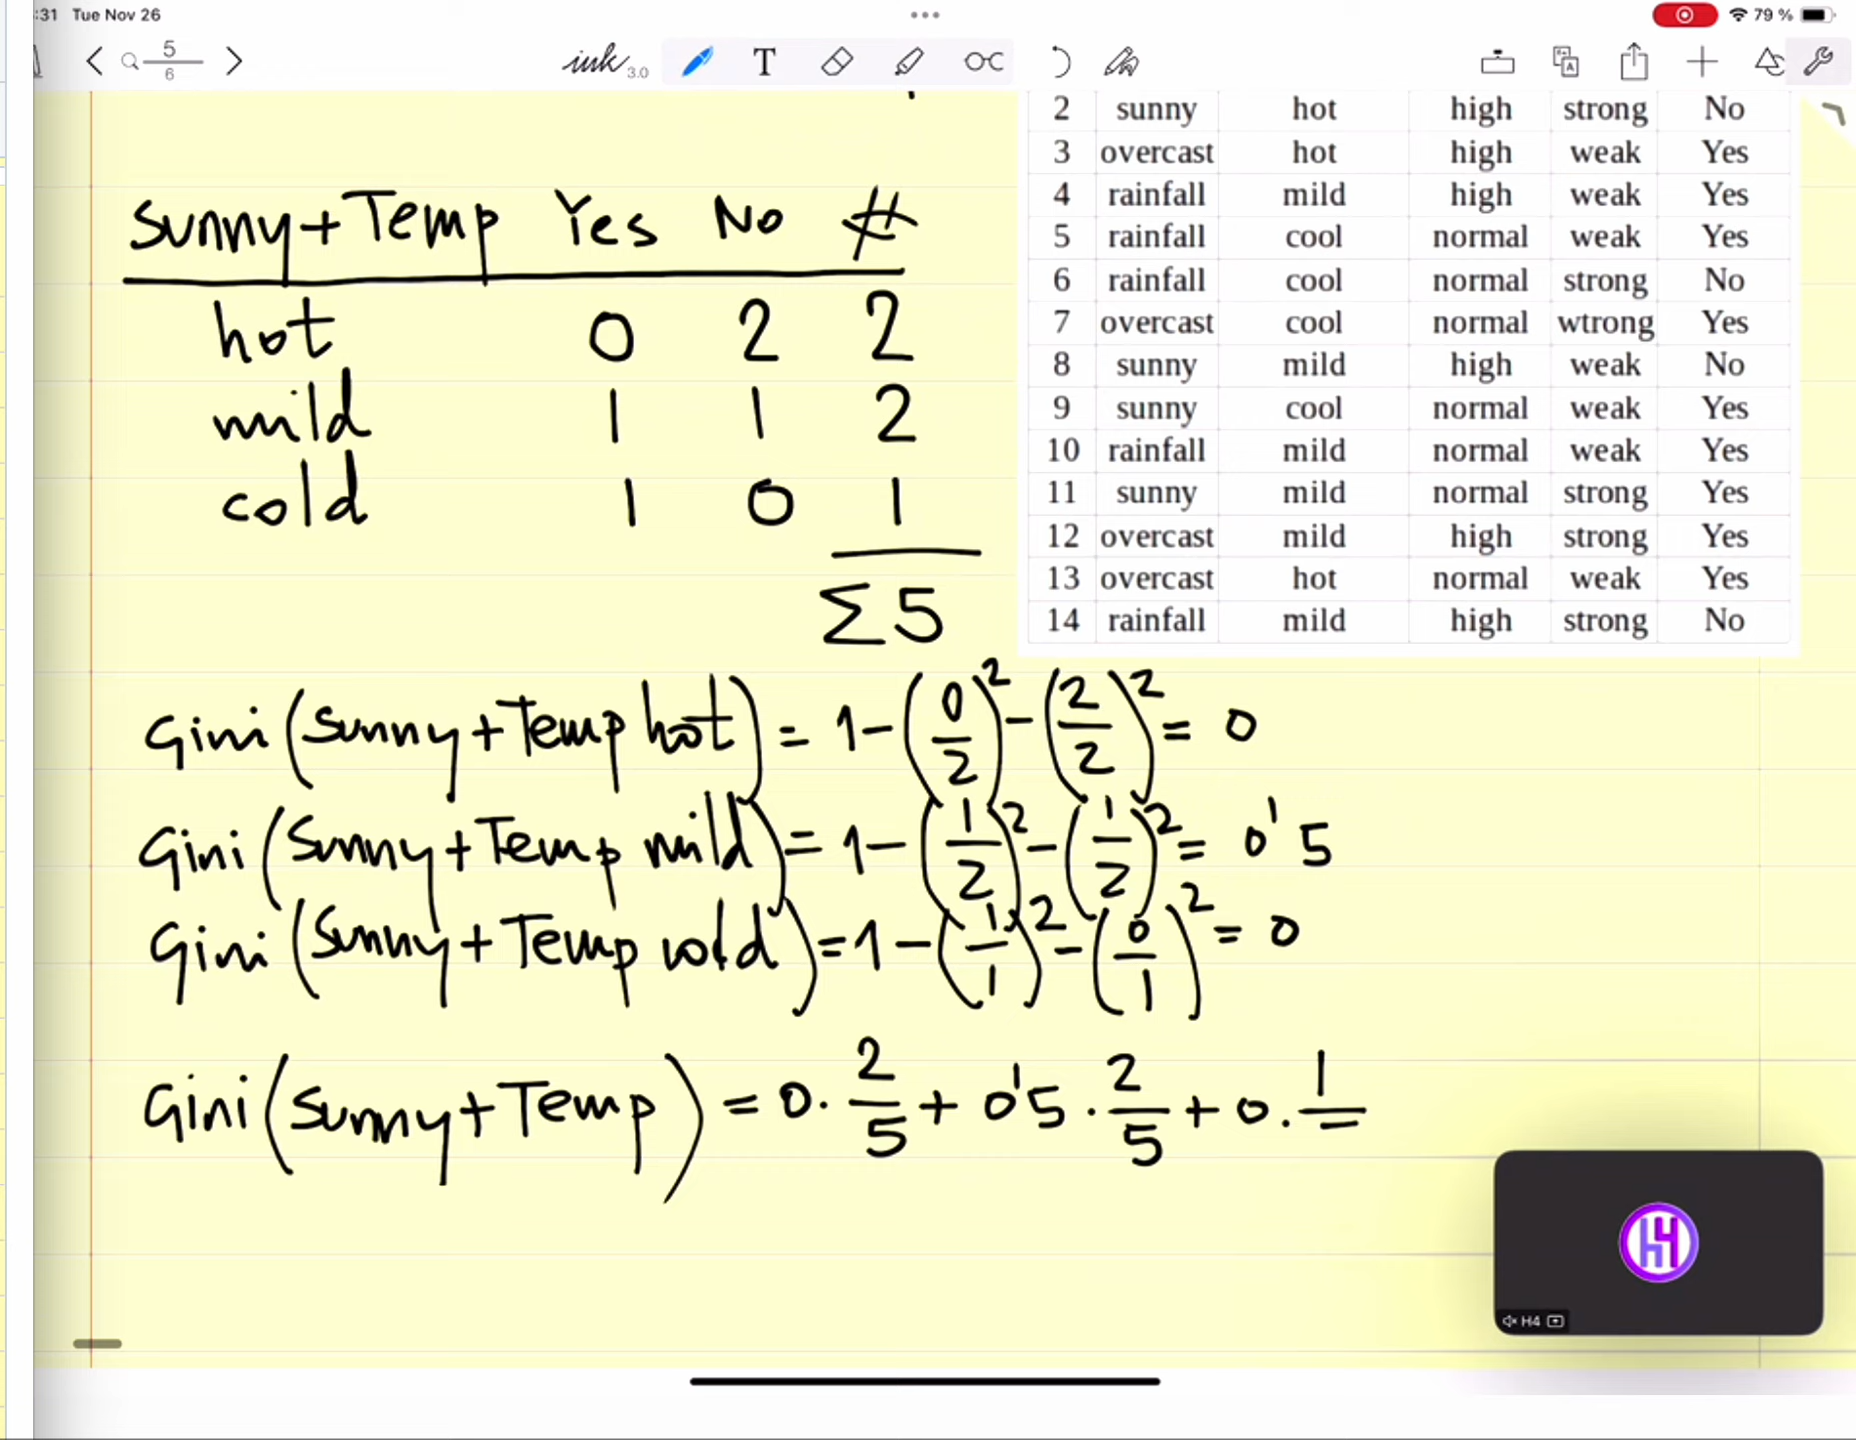 :31 Tue Nov 26
79 %
5
6
ink 3.0
T
2 sunny hot high strong No
3 overcast hot high weak Yes
4 rainfall mild high weak Yes
5 rainfall cool normal weak Yes
6 rainfall cool normal strong No
7 overcast cool normal wtrong Yes
8 sunny mild high weak No
9 sunny cool normal weak Yes
10 rainfall mild normal weak Yes
11 sunny mild normal strong Yes
12 overcast mild high strong Yes
13 overcast hot normal weak Yes
14 rainfall mild high strong No
Sunny+Temp Yes No #
hot 0 2 2
mild 1 1 2
cold 1 0 1
Σ5
Gini(Sunny+Temp hot) = 1-(0/2)²-(2/2)² = 0
Gini(Sunny+Temp mild) = 1-(1/2)²-(1/2)² = 0'5
Gini(Sunny+Temp cold) = 1-(1/1)²-(0/1)² = 0
Gini(Sunny+Temp) = 0·2/5 + 0'5·2/5 + 0·1/
H4